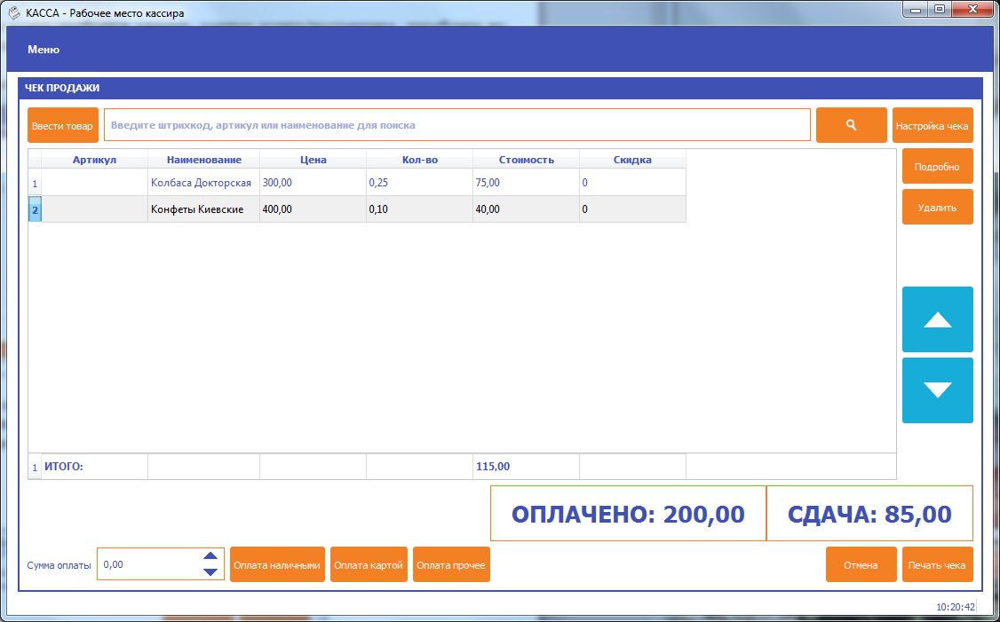 КАССА - Рабочее место кассира
Меню
ЧЕК ПРОДАЖИ
Ввести товар Введите штрихкод, артикул или наименование для поиска Настройка чека
Артикул Наименование Цена Кол-во Стоимость Скидка
Подробно
1 Колбаса Докторская 300,00 0,25 75,00 0
2 Конфеты Киевские 400,00 0,10 40,00 0
Удалить
1 ИТОГО: 115,00
ОПЛАЧЕНО: 200,00 СДАЧА: 85,00
Сумма оплаты 0,00 Оплата наличными Оплата картой Оплата прочее Отмена Печать чека
10:20:42